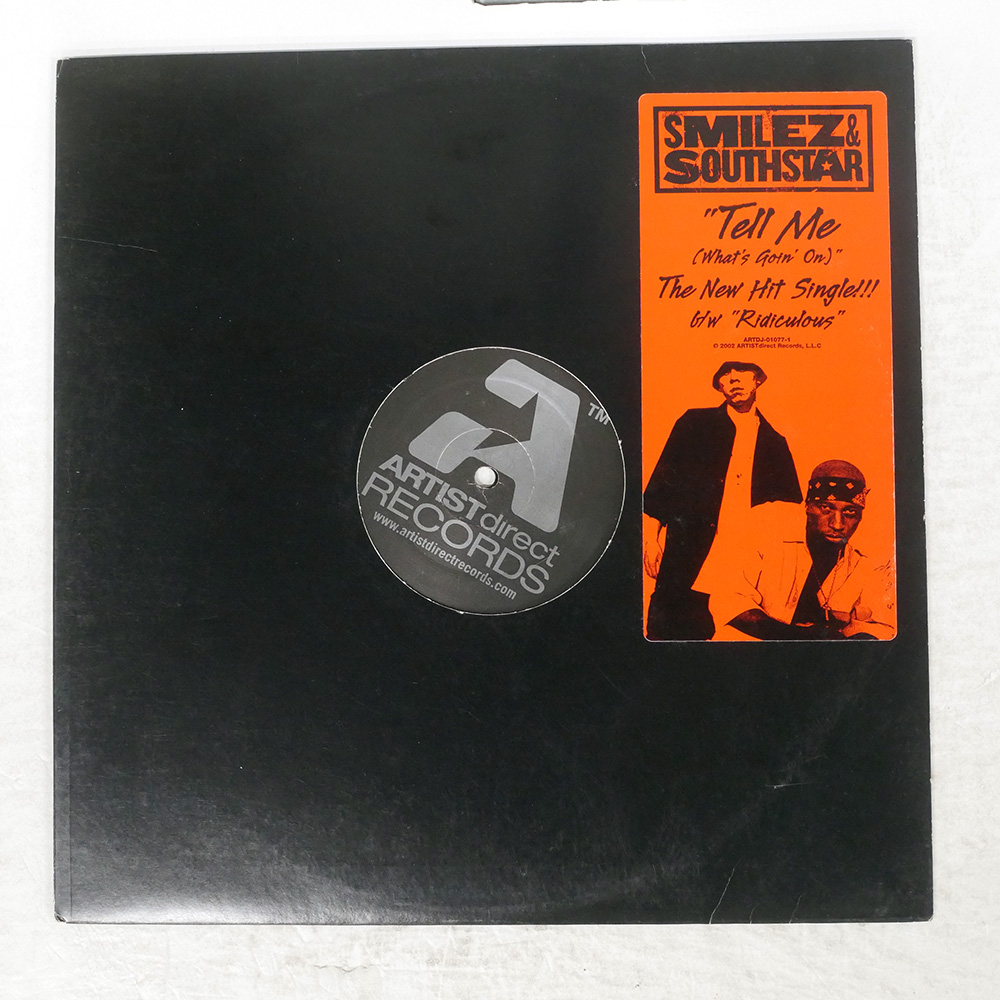 SMILEZ &
SOUTHSTAR
"Tell Me
(What's Goin' On)"
The New Hit Single!!!
b/w "Ridiculous"
ARTDJ-01077-1
© 2002 ARTISTdirect Records, L.L.C
TM
ARTISTdirect
RECORDS
www.artistdirectrecords.com